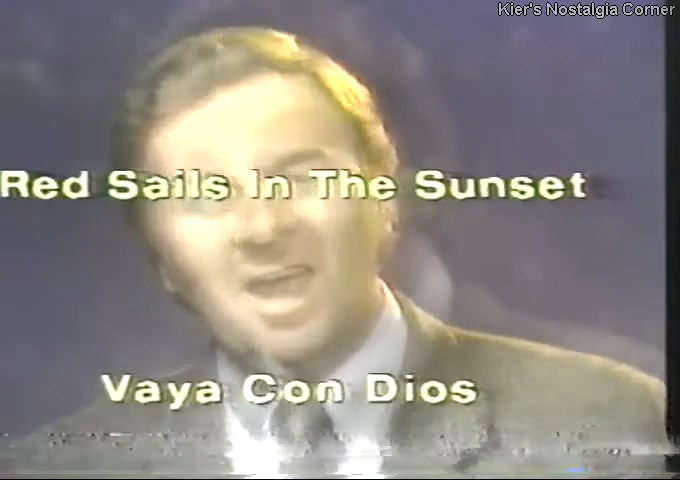 Kier's Nostalgia Corner
Red Sails In The Sunset
Vaya Con Dios